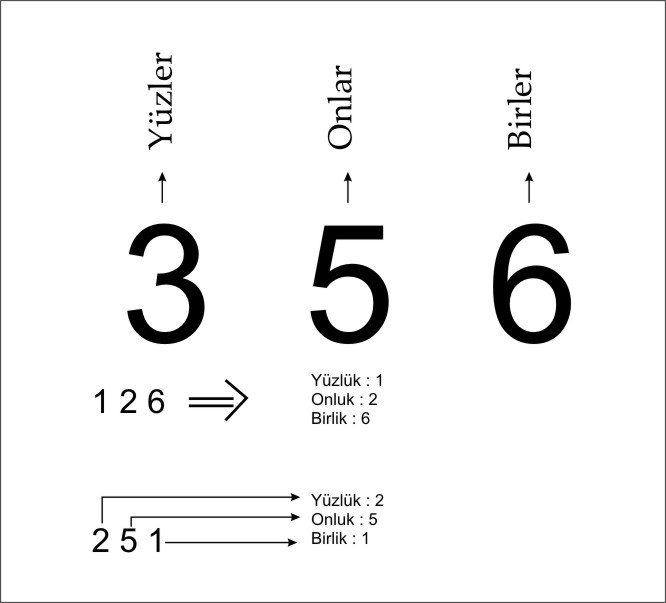 Yüzler Onlar Birler
3 5 6
1 2 6
Yüzlük : 1
Onluk : 2
Birlik : 6
2 5 1
Yüzlük : 2
Onluk : 5
Birlik : 1